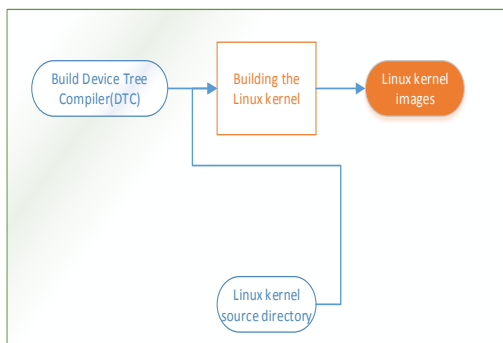 Build Device Tree
Compiler(DTC)
Building the
Linux kernel
Linux kernel
images
Linux kernel
source directory